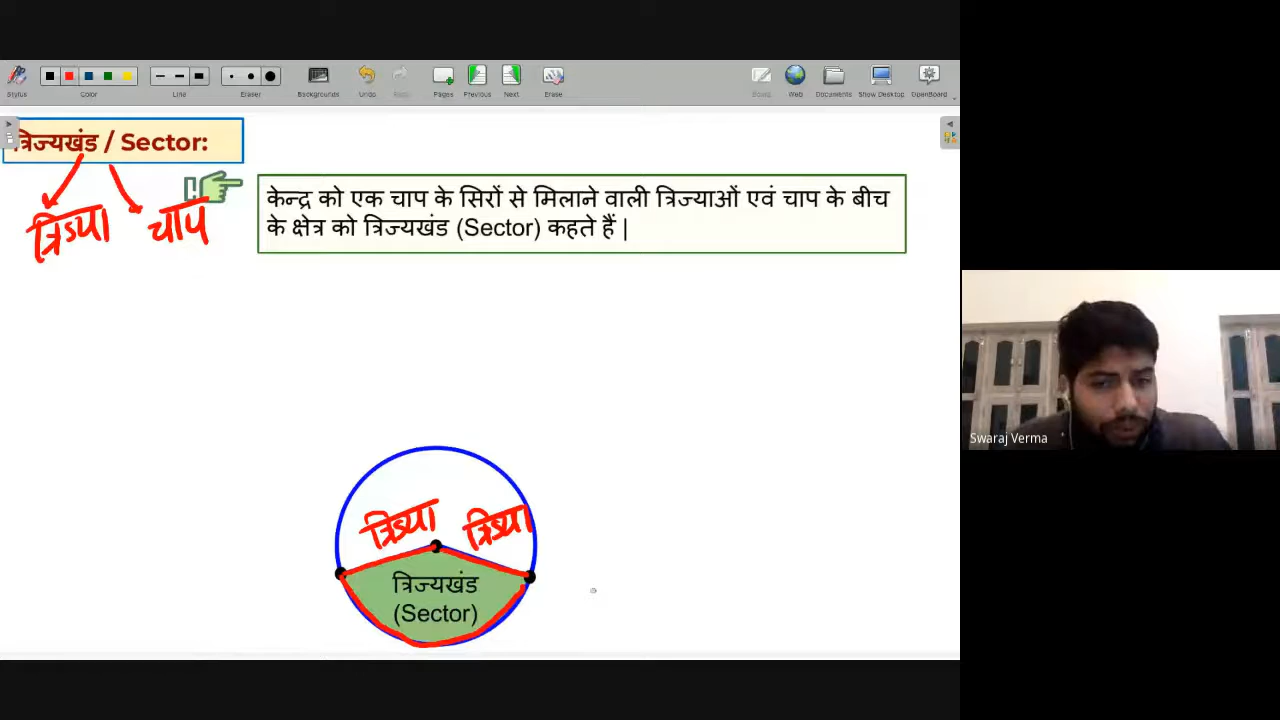 Stylus
Color
Line
Eraser
Backgrounds
Undo
Pages
Previous
Next
Erase
Web
Documents
Show Desktop
OpenBoard
त्रिज्यखंड / Sector:
त्रिज्या
चाप
केन्द्र को एक चाप के सिरों से मिलाने वाली त्रिज्याओं एवं चाप के बीच
के क्षेत्र को त्रिज्यखंड (Sector) कहते हैं |
त्रिज्या त्रिज्या
त्रिज्यखंड
(Sector)
Swaraj Verma